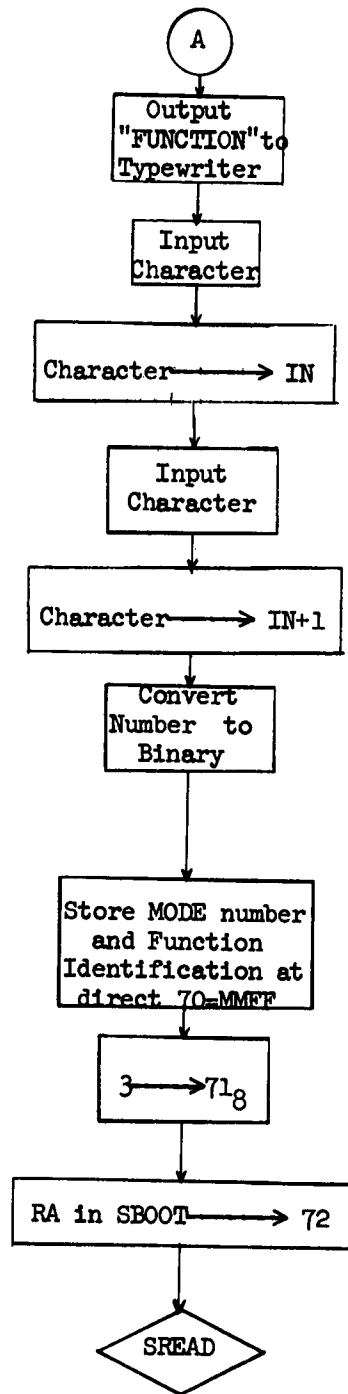 A
Output
"FUNCTION" to
Typewriter
Input
Character
Character → IN
Input
Character
Character → IN+1
Convert
Number to
Binary
Store MODE number
and Function
Identification at
direct 70=MMFF
3 → 71₈
RA in SBOOT → 72
SREAD